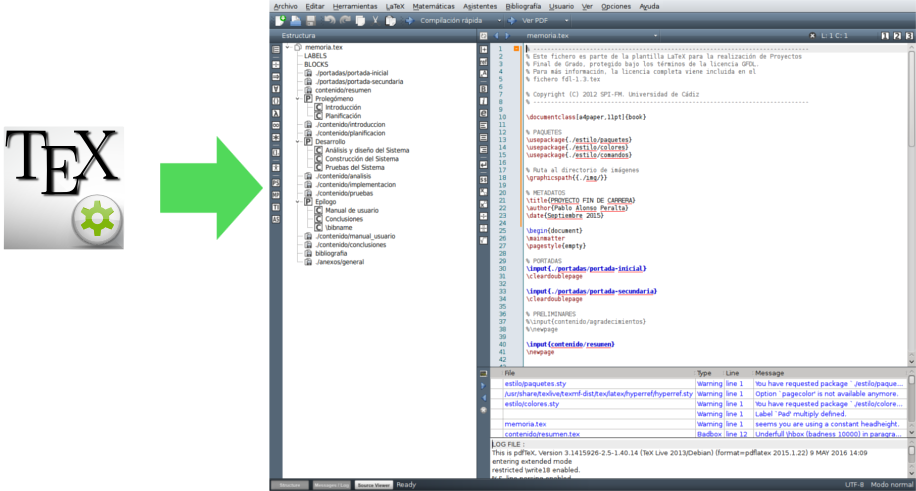 TEX
Archivo Editar Herramientas LaTeX Matemáticas Asistentes Bibliografía Usuario Ver Opciones Ayuda
Compilación rápida Ver PDF
Estructura
memoria.tex
LABELS
BLOCKS
./portadas/portada-inicial
./portadas/portada-secundaria
contenido/resumen
Prolegómeno
Introducción
Planificación
./contenido/introduccion
./contenido/planificacion
Desarrollo
Análisis y diseño del Sistema
Construcción del Sistema
Pruebas del Sistema
./contenido/analisis
./contenido/implementacion
./contenido/pruebas
Epílogo
Manual de usuario
Conclusiones
\bibname
./contenido/manual_usuario
./contenido/conclusiones
bibliografia
./anexos/general
memoria.tex L: 1 C: 1 1 2 3
1 % ---------------------------------------------------------------
2 % Este fichero es parte de la plantilla LaTeX para la realización de Proyectos
3 % Final de Grado, protegido bajo los términos de la licencia GFDL.
4 % Para más información, la licencia completa viene incluida en el
5 % fichero fdl-1.3.tex
6
7 % Copyright (C) 2012 SPI-FM. Universidad de Cádiz
8 % ---------------------------------------------------------------
9
10 \documentclass[a4paper,11pt]{book}
11
12 % PAQUETES
13 \usepackage{./estilo/paquetes}
14 \usepackage{./estilo/colores}
15 \usepackage{./estilo/comandos}
16
17 % Ruta al directorio de imágenes
18 \graphicspath{{./img/}}
19
20 % METADATOS
21 \title{PROYECTO FIN DE CARRERA}
22 \author{Pablo Alonso Peralta}
23 \date{Septiembre 2015}
24
25 \begin{document}
26 \mainmatter
27 \pagestyle{empty}
28
29 % PORTADAS
30 \input{./portadas/portada-inicial}
31 \cleardoublepage
32
33 \input{./portadas/portada-secundaria}
34 \cleardoublepage
35
36 % PRELIMINARES
37 %\input{contenido/agradecimientos}
38 %\newpage
39
40 \input{contenido/resumen}
41 \newpage
42
File Type Line Message
estilo/paquetes.sty Warning line 1 You have requested package `./estilo/paque...
/usr/share/texlive/texmf-dist/tex/latex/hyperref/hyperref.sty Warning line 1 Option `pagecolor' is not available anymore.
estilo/colores.sty Warning line 1 You have requested package `./estilo/colore...
Warning line 1 Label `Pad' multiply defined.
memoria.tex Warning line 1 seems you are using a constant headheight.
contenido/resumen.tex Badbox line 12 Underfull \hbox (badness 10000) in paragra...
LOG FILE :
This is pdfTeX, Version 3.1415926-2.5-1.40.14 (TeX Live 2013/Debian) (format=pdflatex 2015.1.22) 9 MAY 2016 14:09
entering extended mode
restricted \write18 enabled.
Structure Messages / Log Source Viewer Ready UTF-8 Modo normal